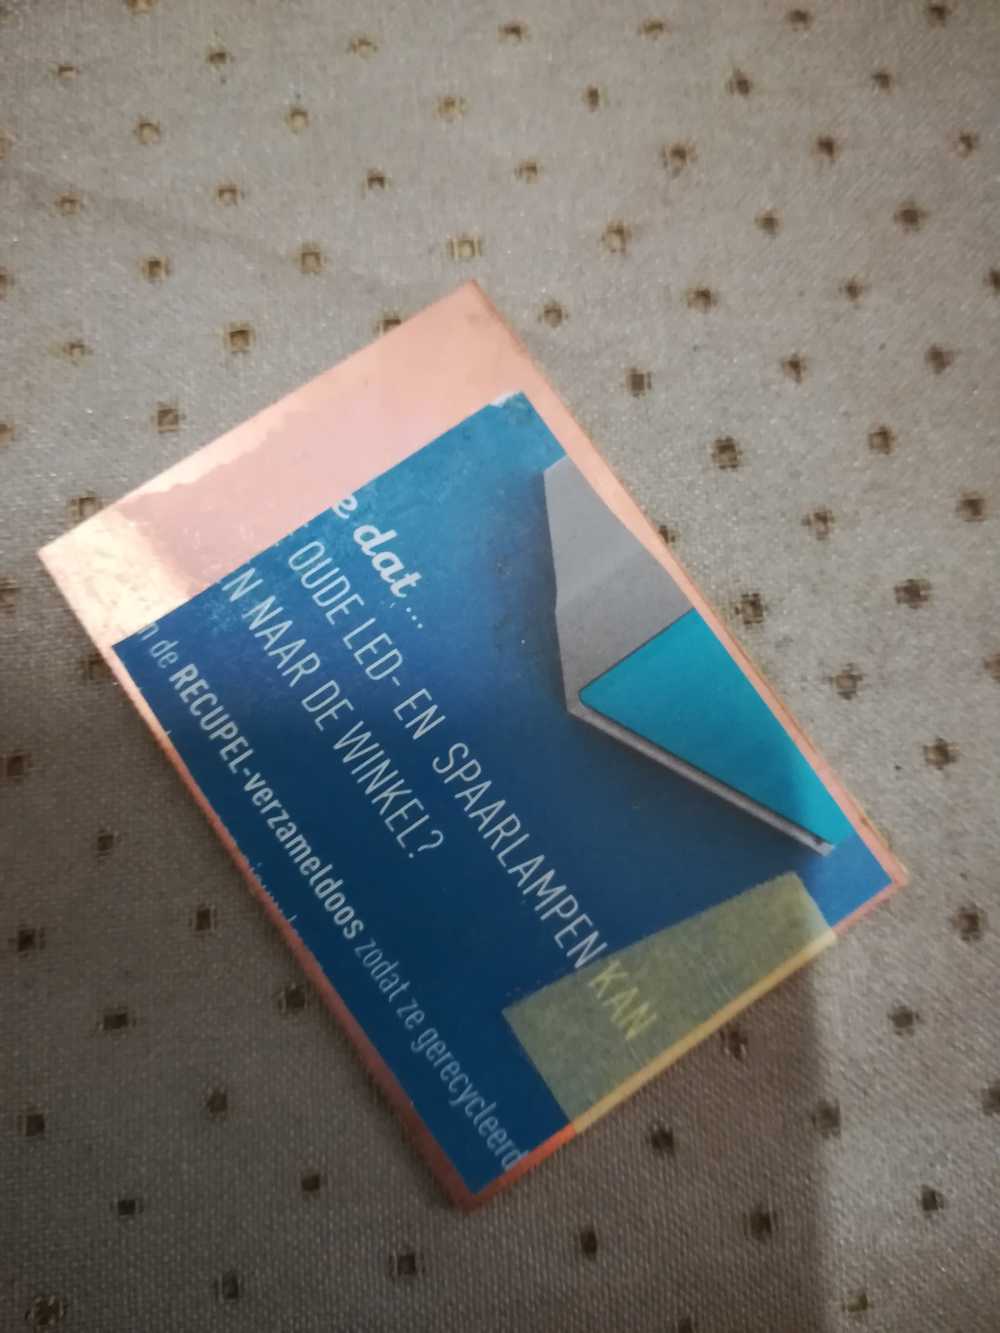 e dat...
OUDE LED- EN SPAARLAMPEN KAN
N NAAR DE WINKEL?
n de RECUPEL-verzameldoos zodat ze gerecycleerd